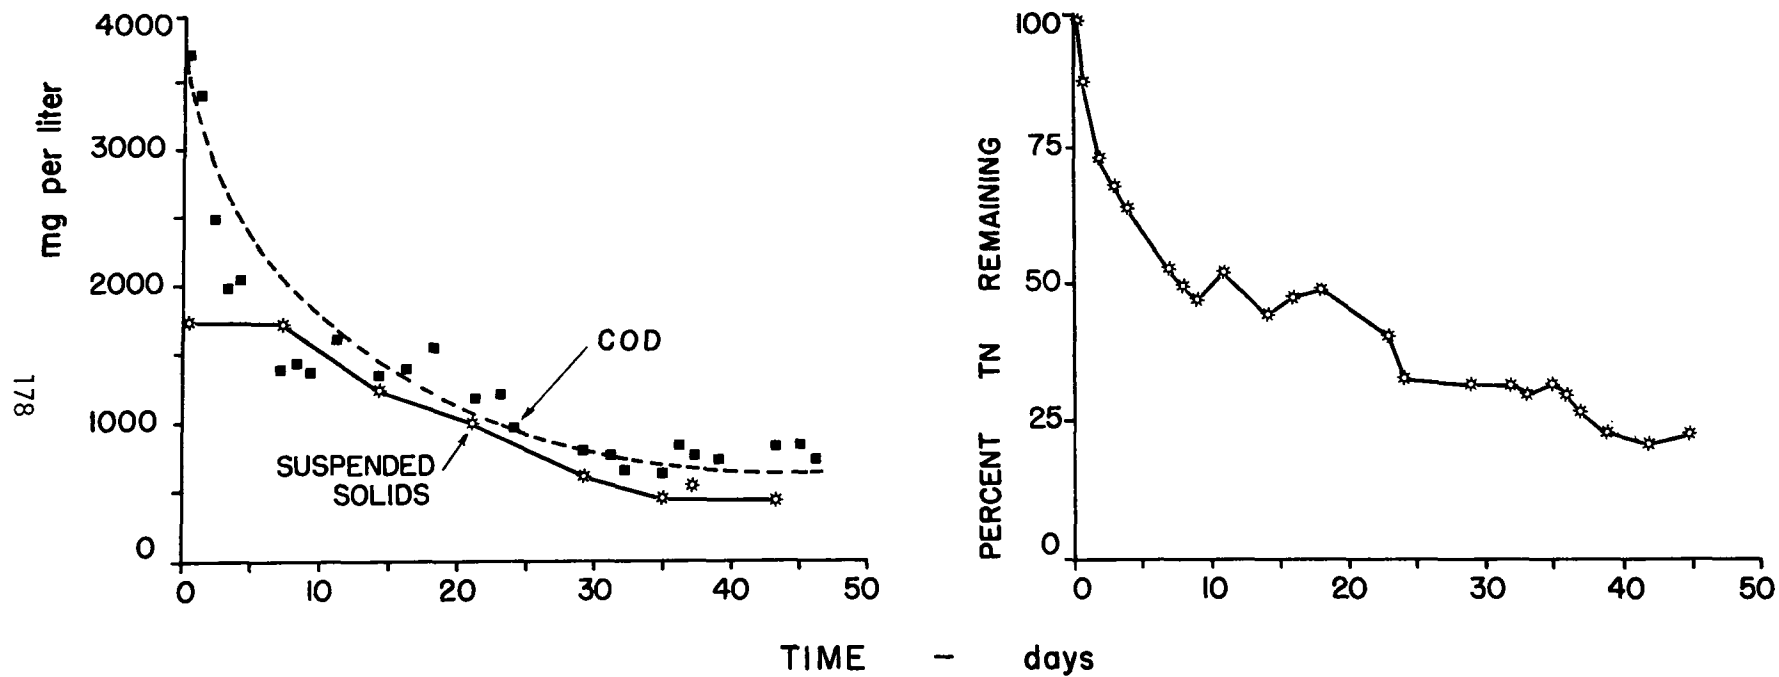 4000
3000
2000
1000
0
mg per liter
COD
SUSPENDED
SOLIDS
0 10 20 30 40 50
100
75
50
25
0
PERCENT TN REMAINING
0 10 20 30 40 50
TIME – days
178